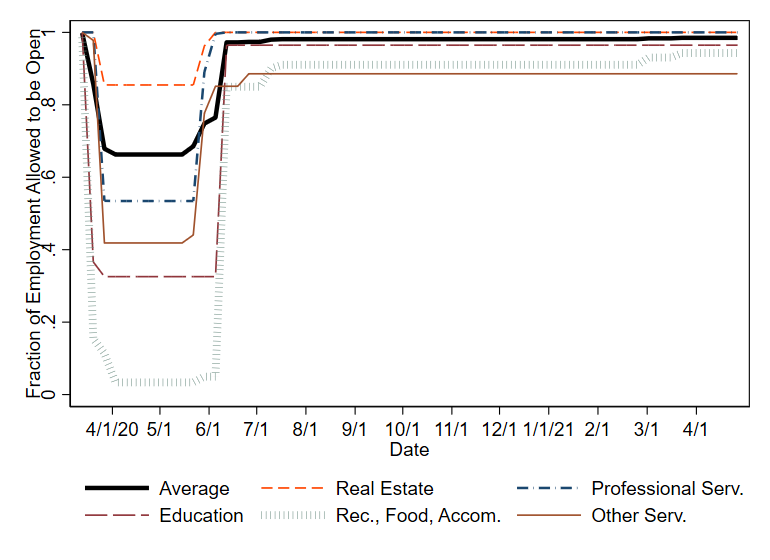 Fraction of Employment Allowed to be Open
1
.8
.6
.4
.2
0
4/1/20 5/1 6/1 7/1 8/1 9/1 10/1 11/1 12/1 1/1/21 2/1 3/1 4/1
Date
Average Real Estate Professional Serv.
Education Rec., Food, Accom. Other Serv.